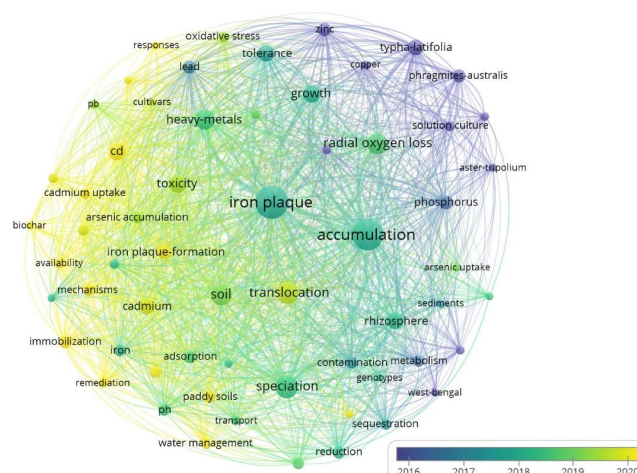 zinc
oxidative stress
responses
tolerance
typha-latifolia
lead
copper
phragmites-australis
growth
cultivars
pb
heavy-metals
solution culture
radial oxygen loss
cd
aster-tripolium
toxicity
cadmium uptake
iron plaque
phosphorus
arsenic accumulation
biochar
accumulation
iron plaque-formation
availability
arsenic uptake
mechanisms
soil
translocation
cadmium
sediments
rhizosphere
immobilization
iron
adsorption
contamination
metabolism
genotypes
remediation
speciation
west-bengal
paddy soils
ph
transport
sequestration
water management
reduction
2016 2017 2018 2019